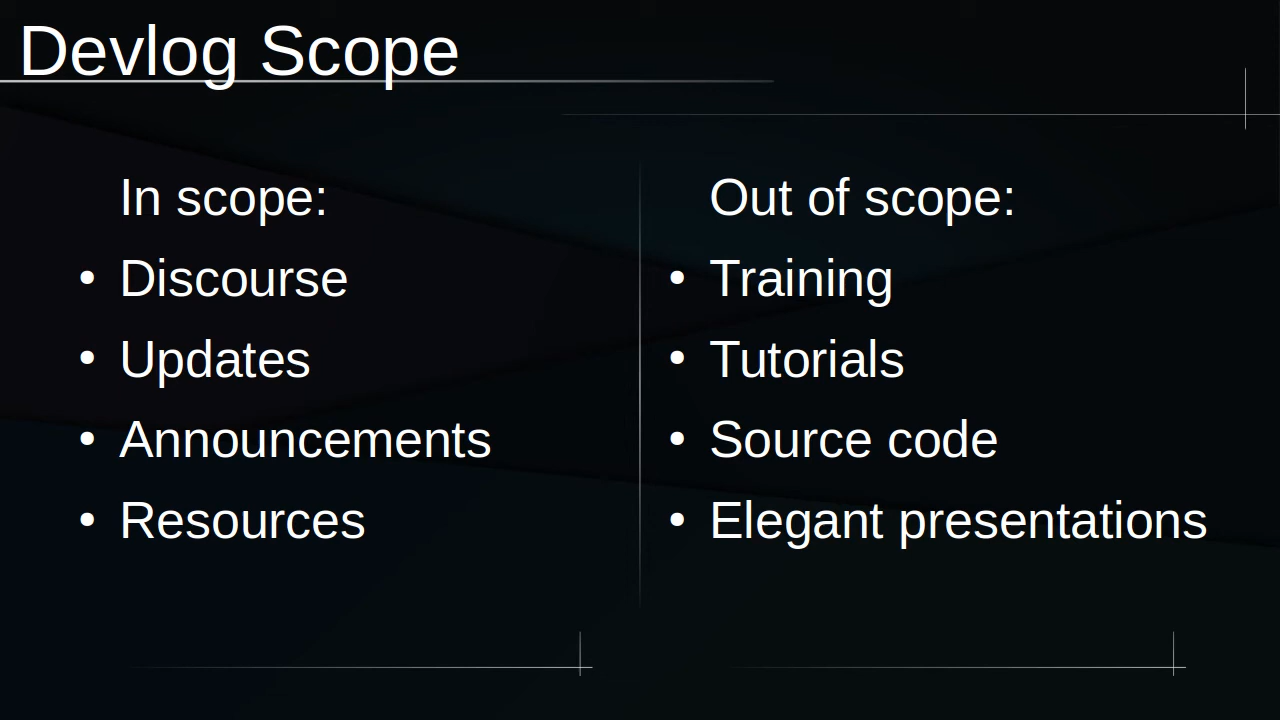 Devlog Scope
In scope:
• Discourse
• Updates
• Announcements
• Resources
Out of scope:
• Training
• Tutorials
• Source code
• Elegant presentations